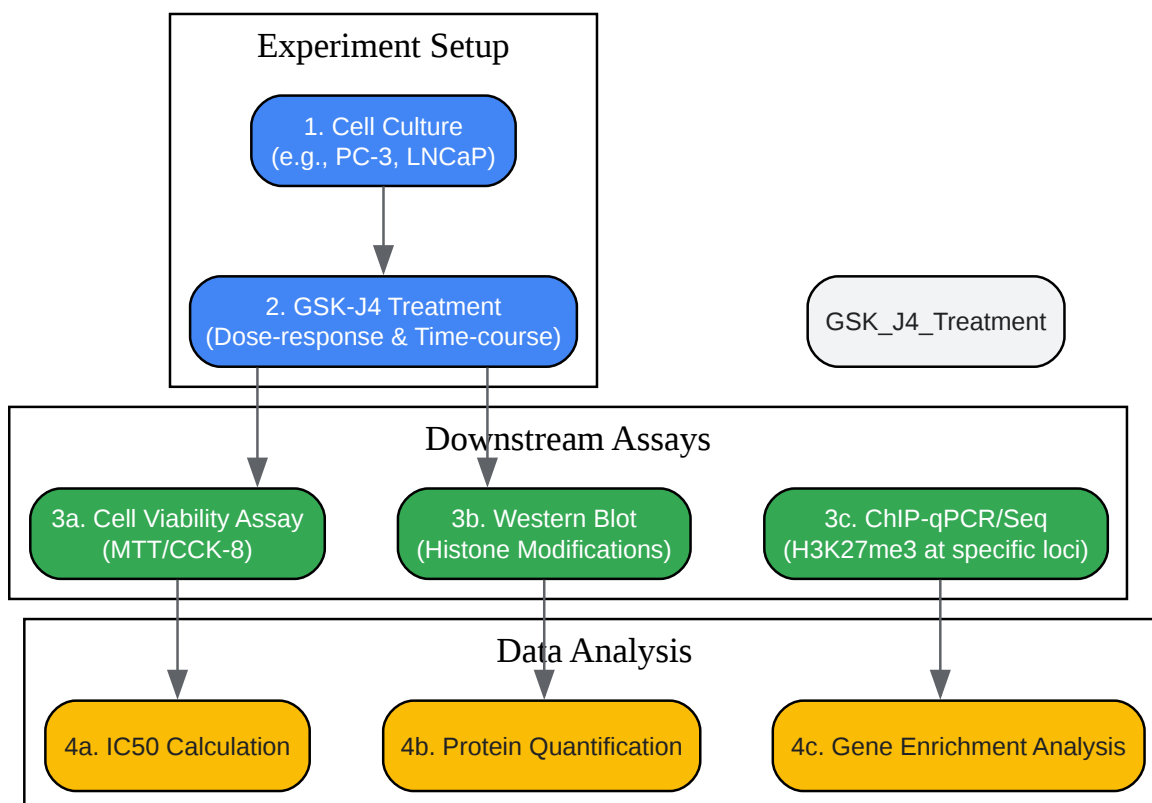 Experiment Setup
1. Cell Culture
(e.g., PC-3, LNCaP)
2. GSK-J4 Treatment
(Dose-response & Time-course)
GSK_J4_Treatment
Downstream Assays
3a. Cell Viability Assay
(MTT/CCK-8)
3b. Western Blot
(Histone Modifications)
3c. ChIP-qPCR/Seq
(H3K27me3 at specific loci)
Data Analysis
4a. IC50 Calculation
4b. Protein Quantification
4c. Gene Enrichment Analysis